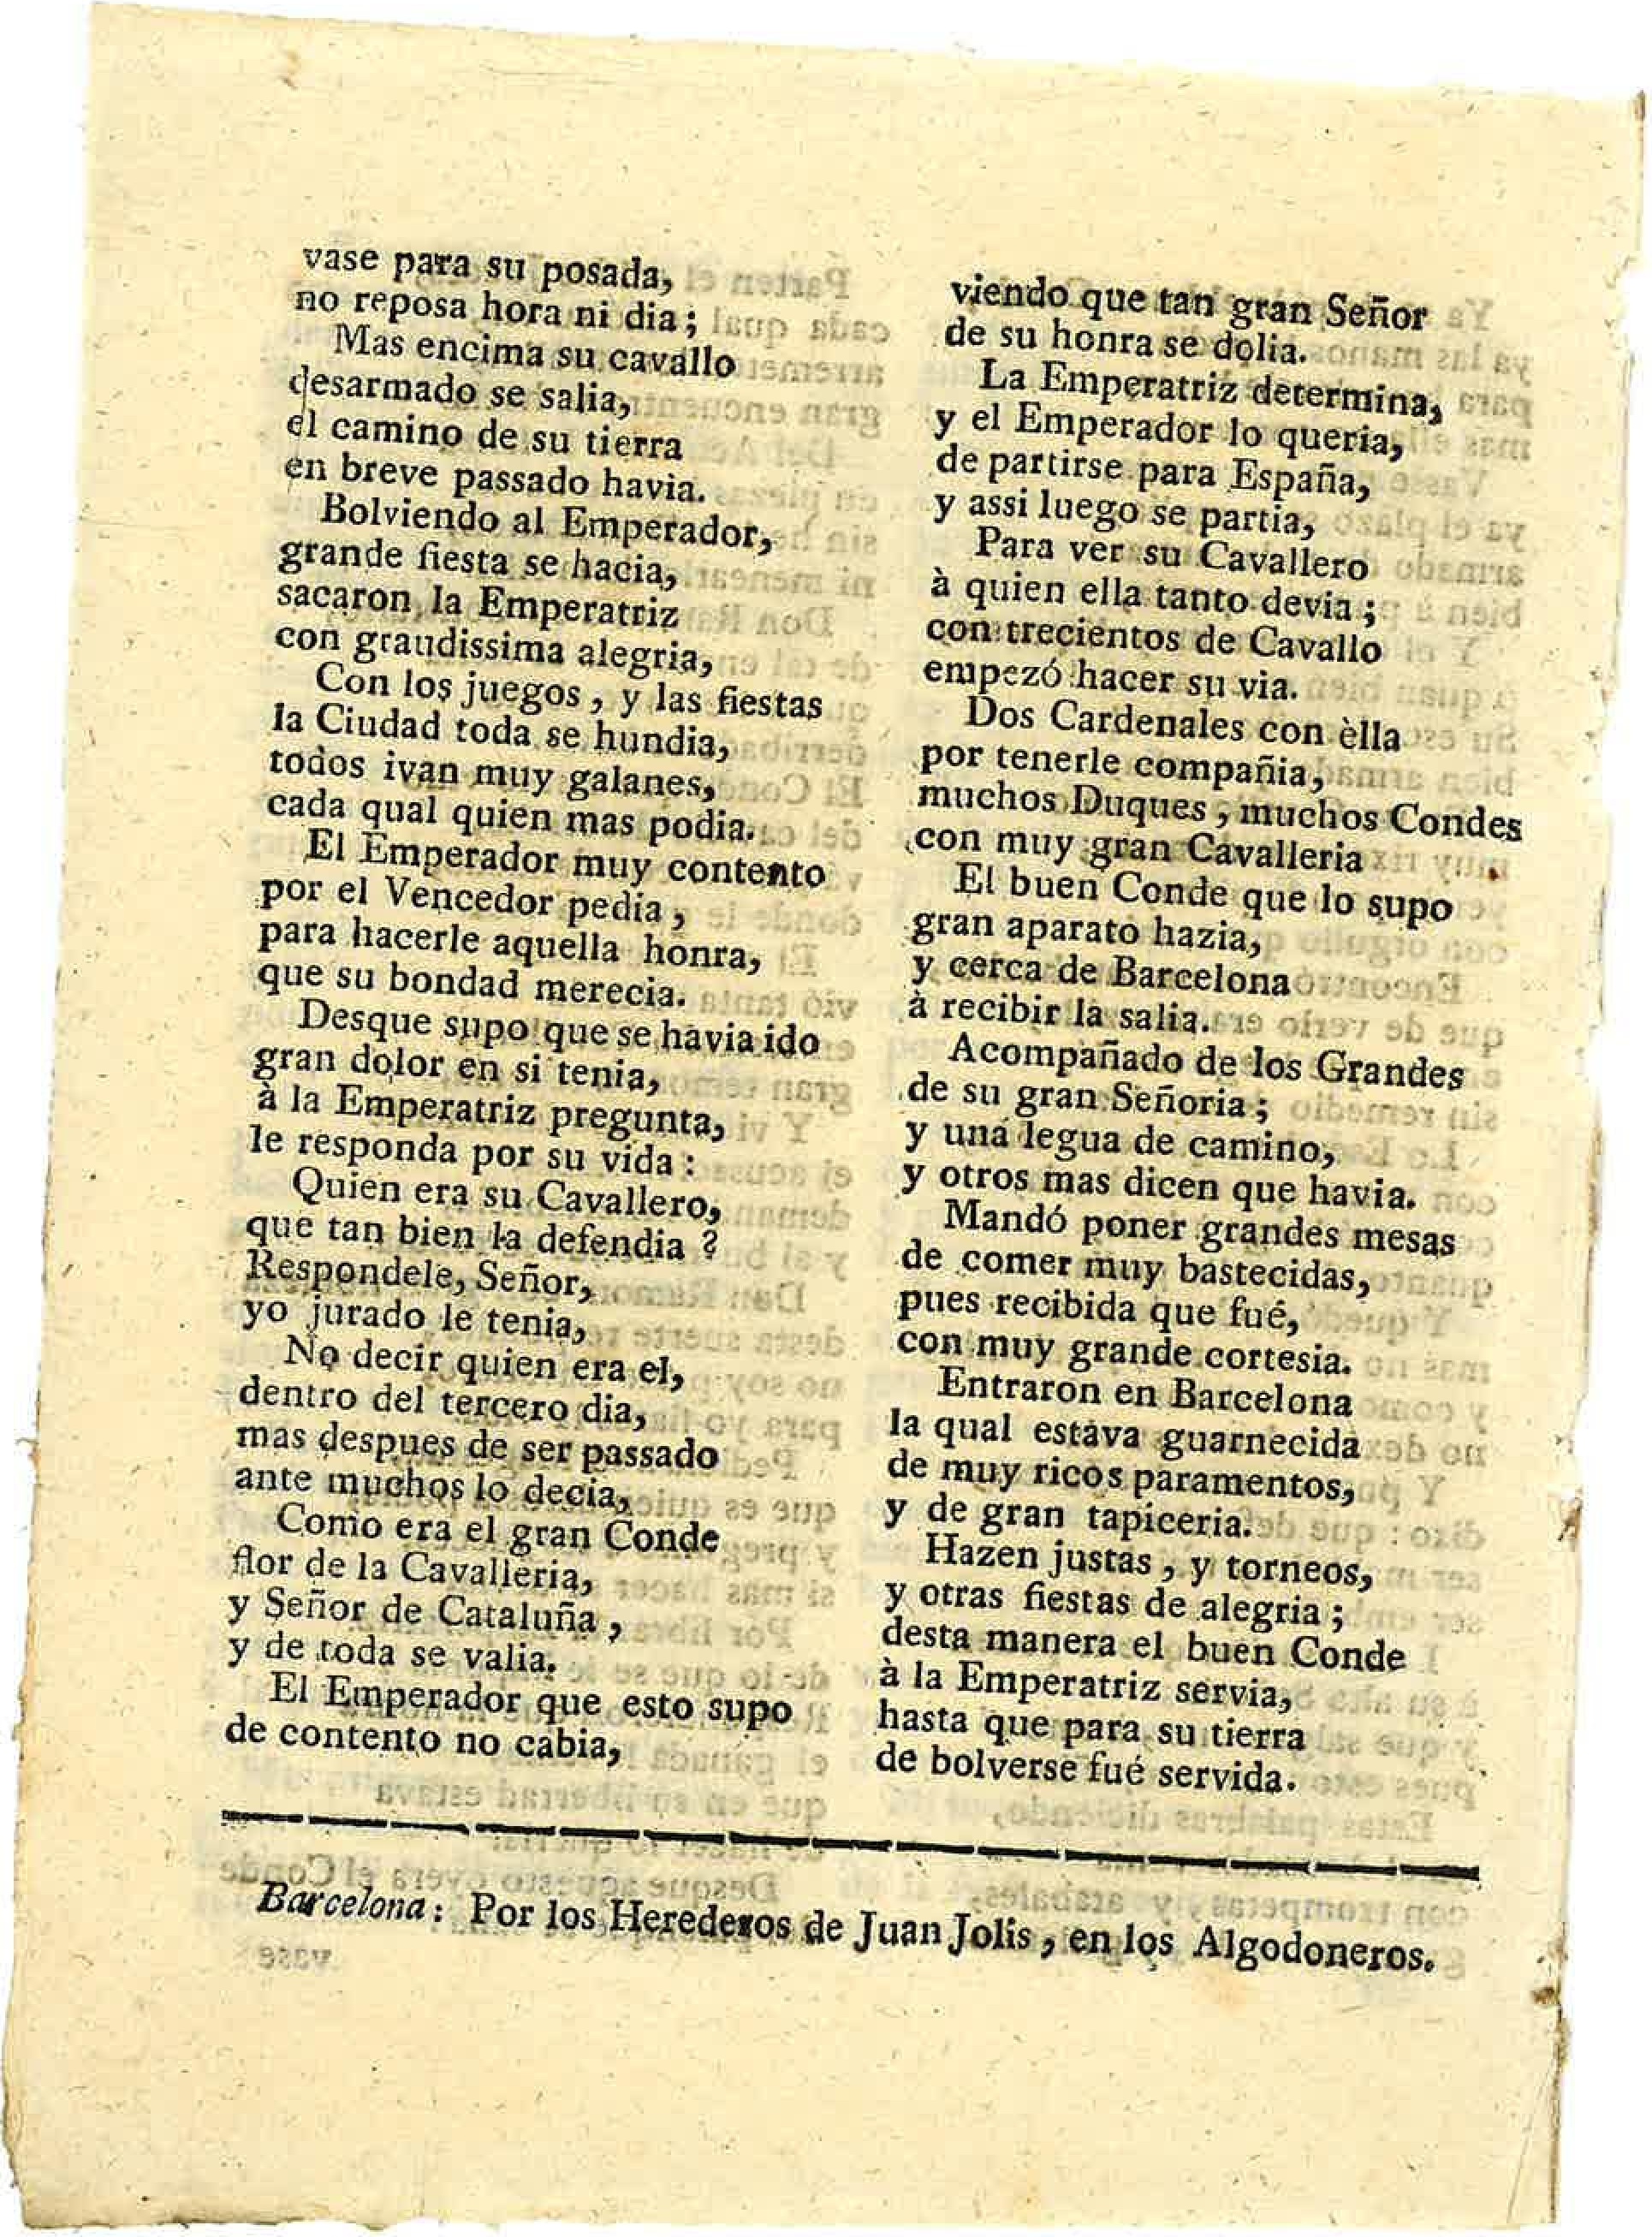 vase para su posada,
no reposa hora ni dia;
Mas encima su cavallo
desarmado se salia,
el camino de su tierra
en breve passado havia.
Bolviendo al Emperador,
grande fiesta se hacia,
sacaron la Emperatriz
con graudissima alegria,
Con los juegos, y las fiestas
la Ciudad toda se hundia,
todos ivan muy galanes,
cada qual quien mas podia.
El Emperador muy contento
por el Vencedor pedia,
para hacerle aquella honra,
que su bondad merecia.
Desque supo que se havia ido
gran dolor en si tenia,
à la Emperatriz pregunta,
le responda por su vida:
Quien era su Cavallero,
que tan bien la defendia?
Respondele, Señor,
yo jurado le tenia,
No decir quien era el,
dentro del tercero dia,
mas despues de ser passado
ante muchos lo decia,
Como era el gran Conde
flor de la Cavalleria,
y Señor de Cataluña,
y de toda se valia.
El Emperador que esto supo
de contento no cabia,
viendo que tan gran Señor
de su honra se dolia.
La Emperatriz determina,
y el Emperador lo queria,
de partirse para España,
y assi luego se partia,
Para ver su Cavallero
à quien ella tanto devia;
con trecientos de Cavallo
empezó hacer su via.
Dos Cardenales con èlla
por tenerle compañia,
muchos Duques, muchos Condes
con muy gran Cavalleria
El buen Conde que lo supo
gran aparato hazia,
y cerca de Barcelona
à recibir la salia.
Acompañado de los Grandes
de su gran Señoria;
y una legua de camino,
y otros mas dicen que havia.
Mandó poner grandes mesas
de comer muy bastecidas,
pues recibida que fué,
con muy grande cortesia.
Entraron en Barcelona
la qual estava guarnecida
de muy ricos paramentos,
y de gran tapiceria.
Hazen justas, y torneos,
y otras fiestas de alegria;
desta manera el buen Conde
à la Emperatriz servia,
hasta que para su tierra
de bolverse fué servida.
Barcelona: Por los Herederos de Juan Jolis, en los Algodoneros.